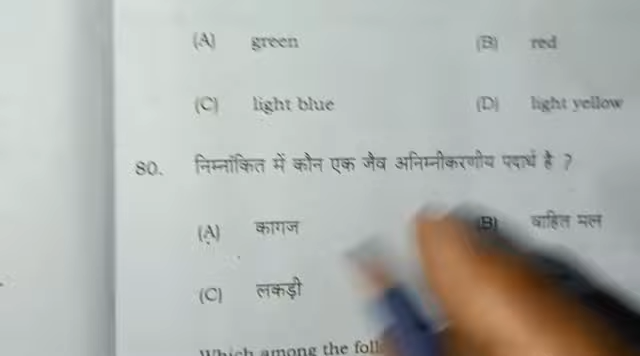 (A) green (B) red
(C) light blue (D) light yellow
80. निम्नांकित में कौन एक जैव अनिम्नीकरणीय पदार्थ है ?
(A) कागज (B) वाहित मल
(C) लकड़ी
Which among the foll